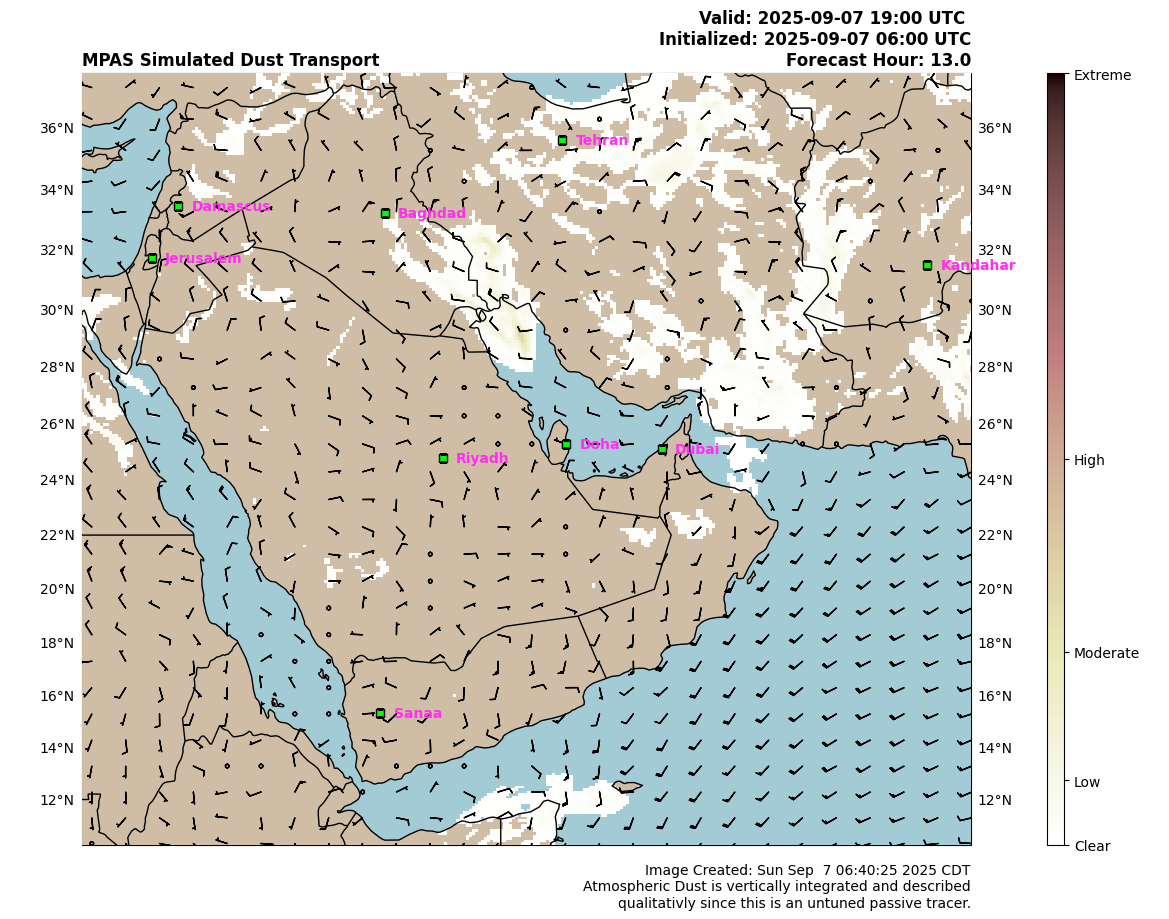 Valid: 2025-09-07 19:00 UTC
Initialized: 2025-09-07 06:00 UTC
MPAS Simulated Dust Transport
Forecast Hour: 13.0
Extreme
High
Moderate
Low
Clear
36°N
34°N
32°N
30°N
28°N
26°N
24°N
22°N
20°N
18°N
16°N
14°N
12°N
36°N
34°N
32°N
30°N
28°N
26°N
24°N
22°N
20°N
18°N
16°N
14°N
12°N
Tehran
Damascus
Baghdad
Jerusalem
Kandahar
Doha
Dubai
Riyadh
Sanaa
Image Created: Sun Sep  7 06:40:25 2025 CDT
Atmospheric Dust is vertically integrated and described
qualitativly since this is an untuned passive tracer.